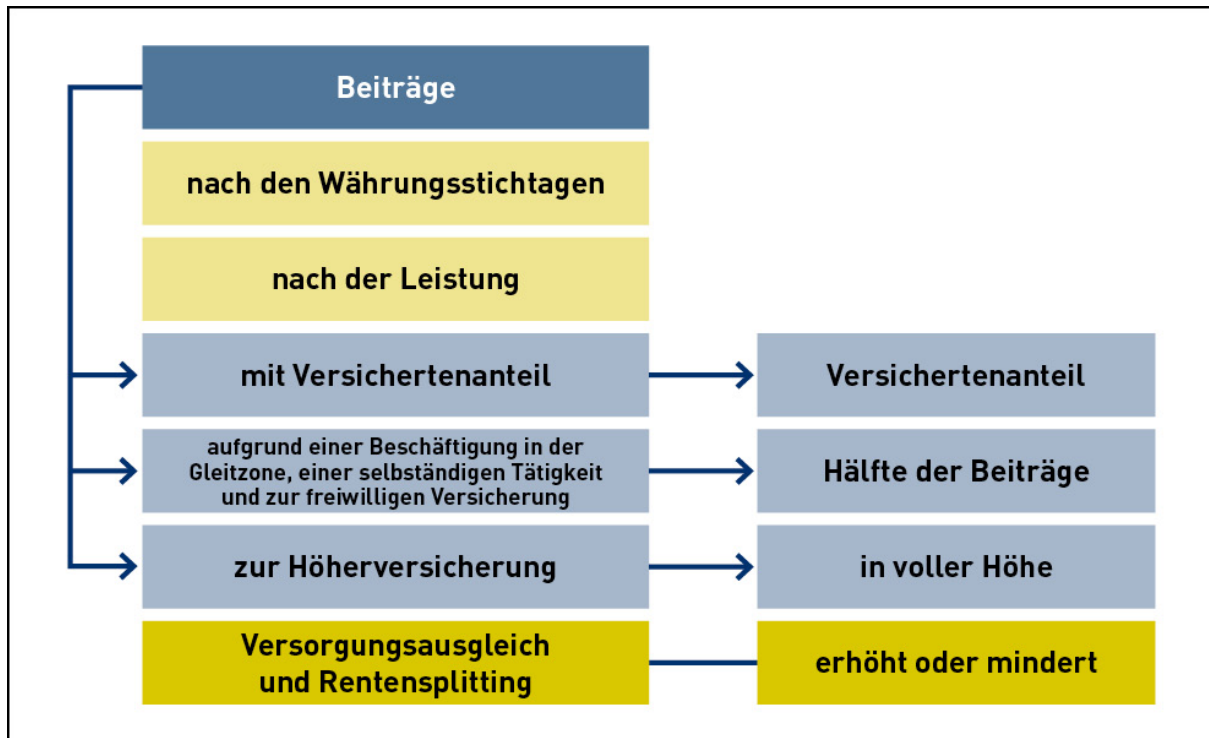 Beiträge
nach den Währungsstichtagen
nach der Leistung
mit Versichertenanteil
Versichertenanteil
aufgrund einer Beschäftigung in der
Gleitzone, einer selbständigen Tätigkeit
und zur freiwilligen Versicherung
Hälfte der Beiträge
zur Höherversicherung
in voller Höhe
Versorgungsausgleich
und Rentensplitting
erhöht oder mindert